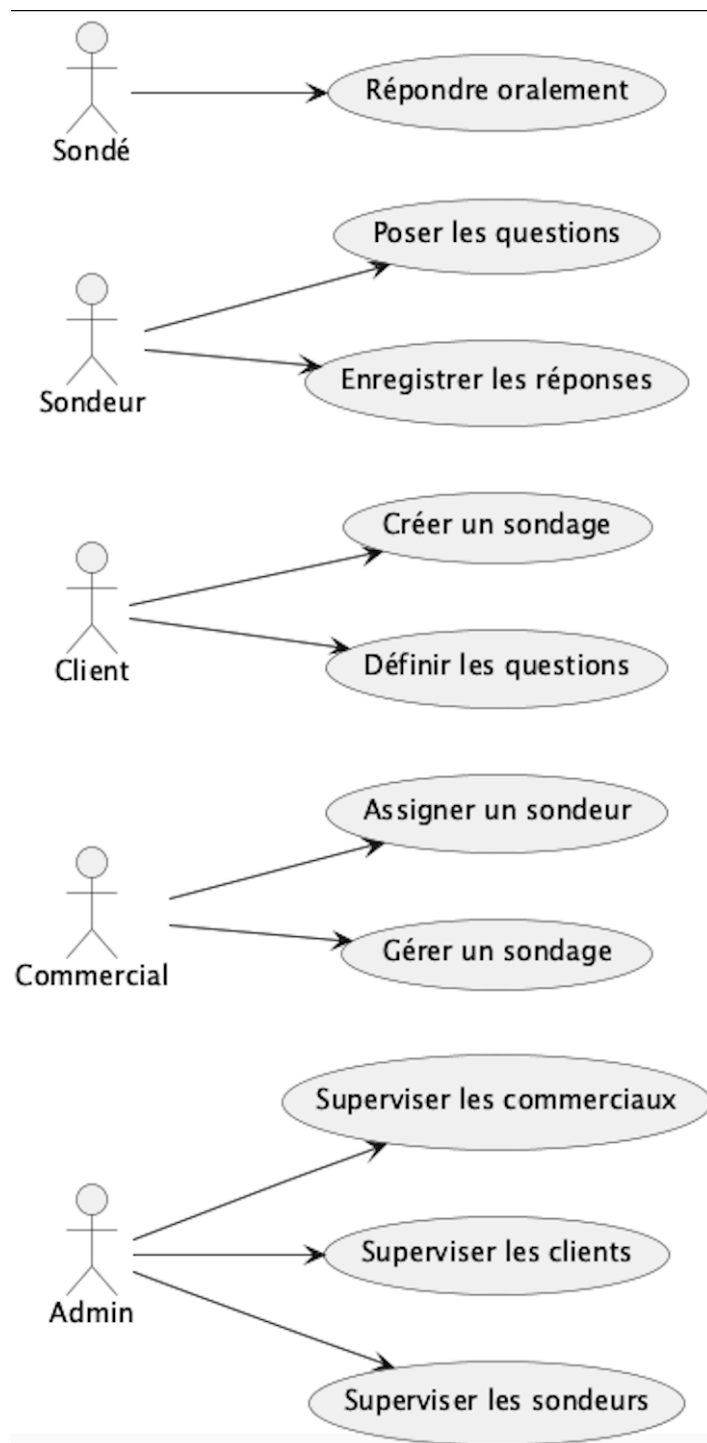 Répondre oralement
Sondé
Poser les questions
Sondeur
Enregistrer les réponses
Créer un sondage
Client
Définir les questions
Assigner un sondeur
Commercial
Gérer un sondage
Superviser les commerciaux
Superviser les clients
Admin
Superviser les sondeurs